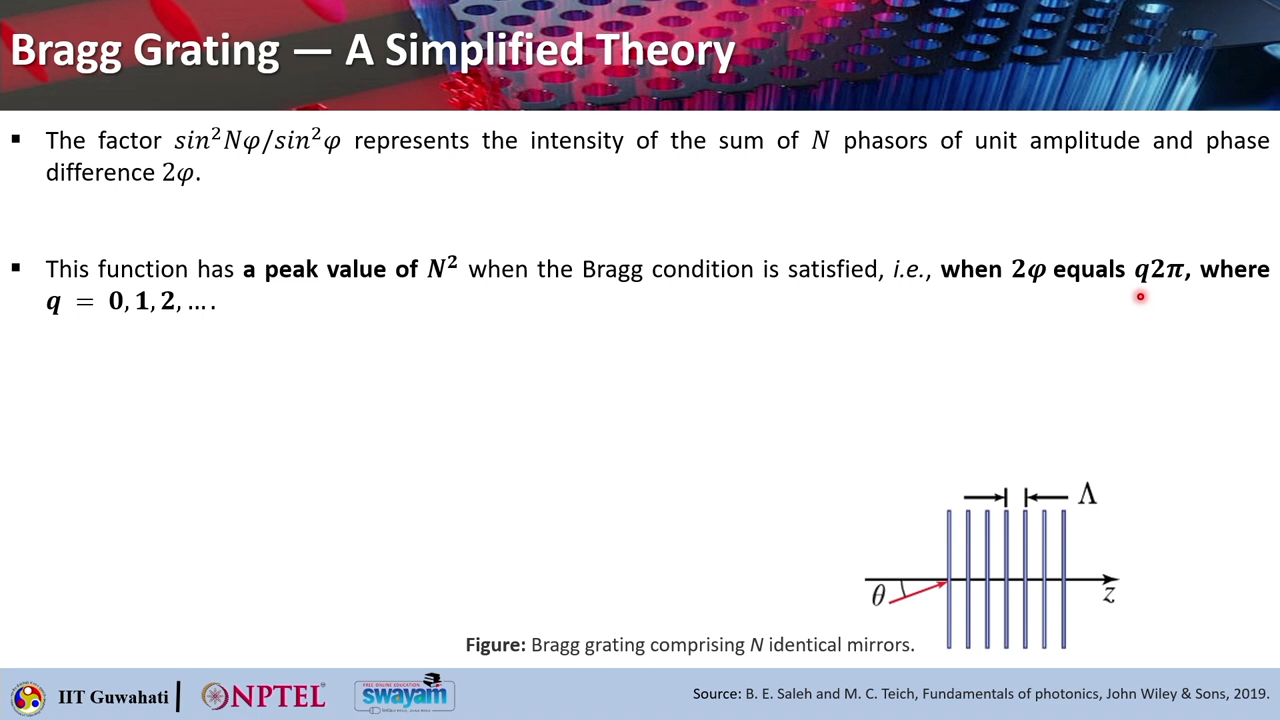 Bragg Grating — A Simplified Theory
▪ The factor sin²Nφ/sin²φ represents the intensity of the sum of N phasors of unit amplitude and phase
difference 2φ.
▪ This function has a peak value of N² when the Bragg condition is satisfied, i.e., when 2φ equals q2π, where
q = 0, 1, 2, ... .
Λ
θ
z
Figure: Bragg grating comprising N identical mirrors.
IIT Guwahati
NPTEL
FREE ONLINE EDUCATION
swayam
Source: B. E. Saleh and M. C. Teich, Fundamentals of photonics, John Wiley & Sons, 2019.